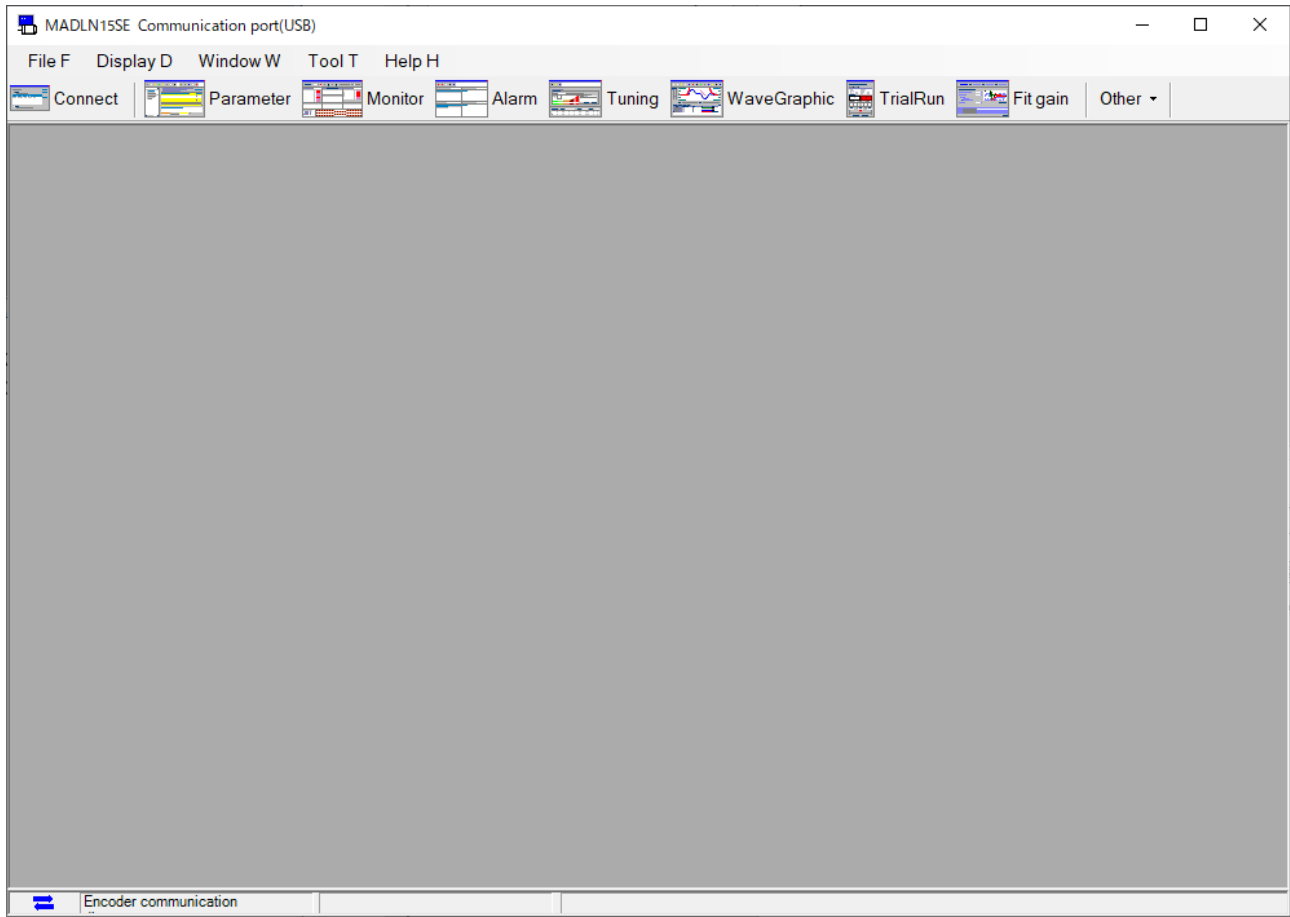 MADLN15SE Communication port(USB)
File F Display D Window W Tool T Help H
Connect Parameter Monitor Alarm Tuning WaveGraphic TrialRun Fit gain Other
Encoder communication